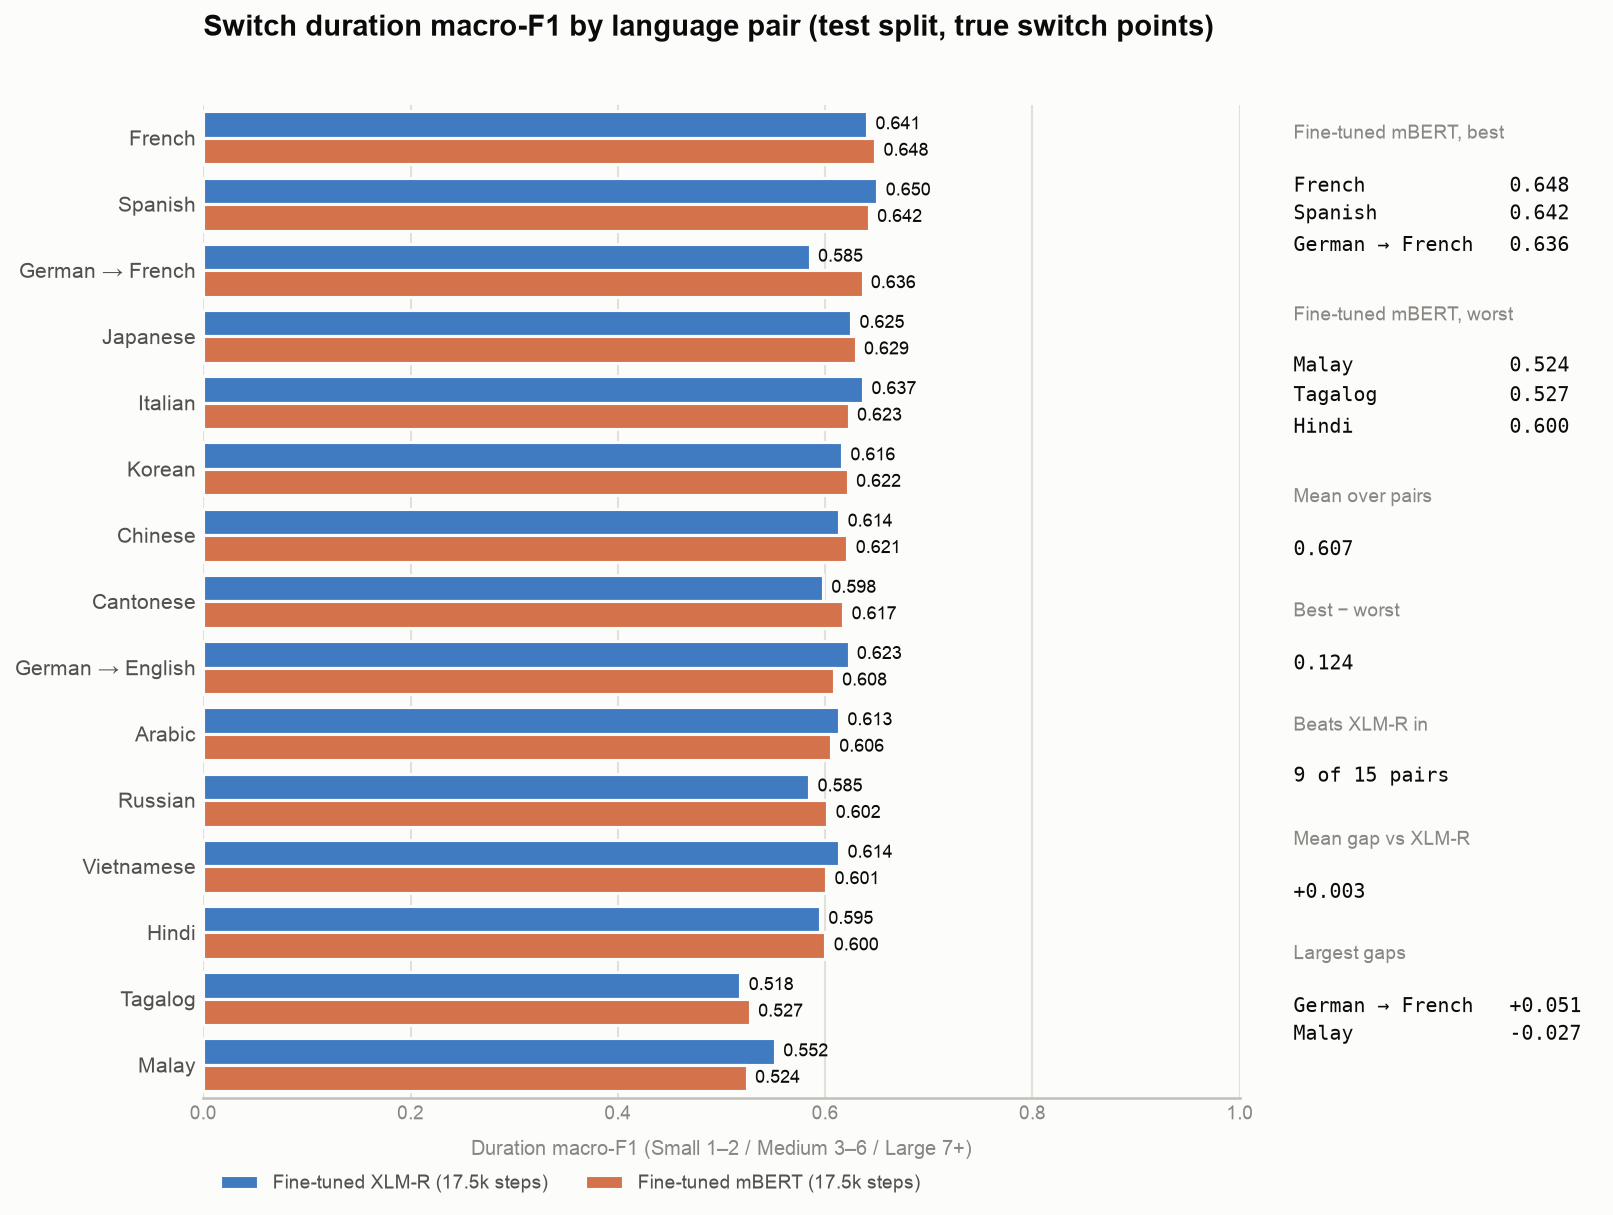 Switch duration macro-F1 by language pair (test split, true switch points)
French
0.641
0.648
Spanish
0.650
0.642
German → French
0.585
0.636
Japanese
0.625
0.629
Italian
0.637
0.623
Korean
0.616
0.622
Chinese
0.614
0.621
Cantonese
0.598
0.617
German → English
0.623
0.608
Arabic
0.613
0.606
Russian
0.585
0.602
Vietnamese
0.614
0.601
Hindi
0.595
0.600
Tagalog
0.518
0.527
Malay
0.552
0.524
0.0 0.2 0.4 0.6 0.8 1.0
Duration macro-F1 (Small 1–2 / Medium 3–6 / Large 7+)
Fine-tuned XLM-R (17.5k steps) Fine-tuned mBERT (17.5k steps)
Fine-tuned mBERT, best
French 0.648
Spanish 0.642
German → French 0.636
Fine-tuned mBERT, worst
Malay 0.524
Tagalog 0.527
Hindi 0.600
Mean over pairs
0.607
Best − worst
0.124
Beats XLM-R in
9 of 15 pairs
Mean gap vs XLM-R
+0.003
Largest gaps
German → French +0.051
Malay -0.027